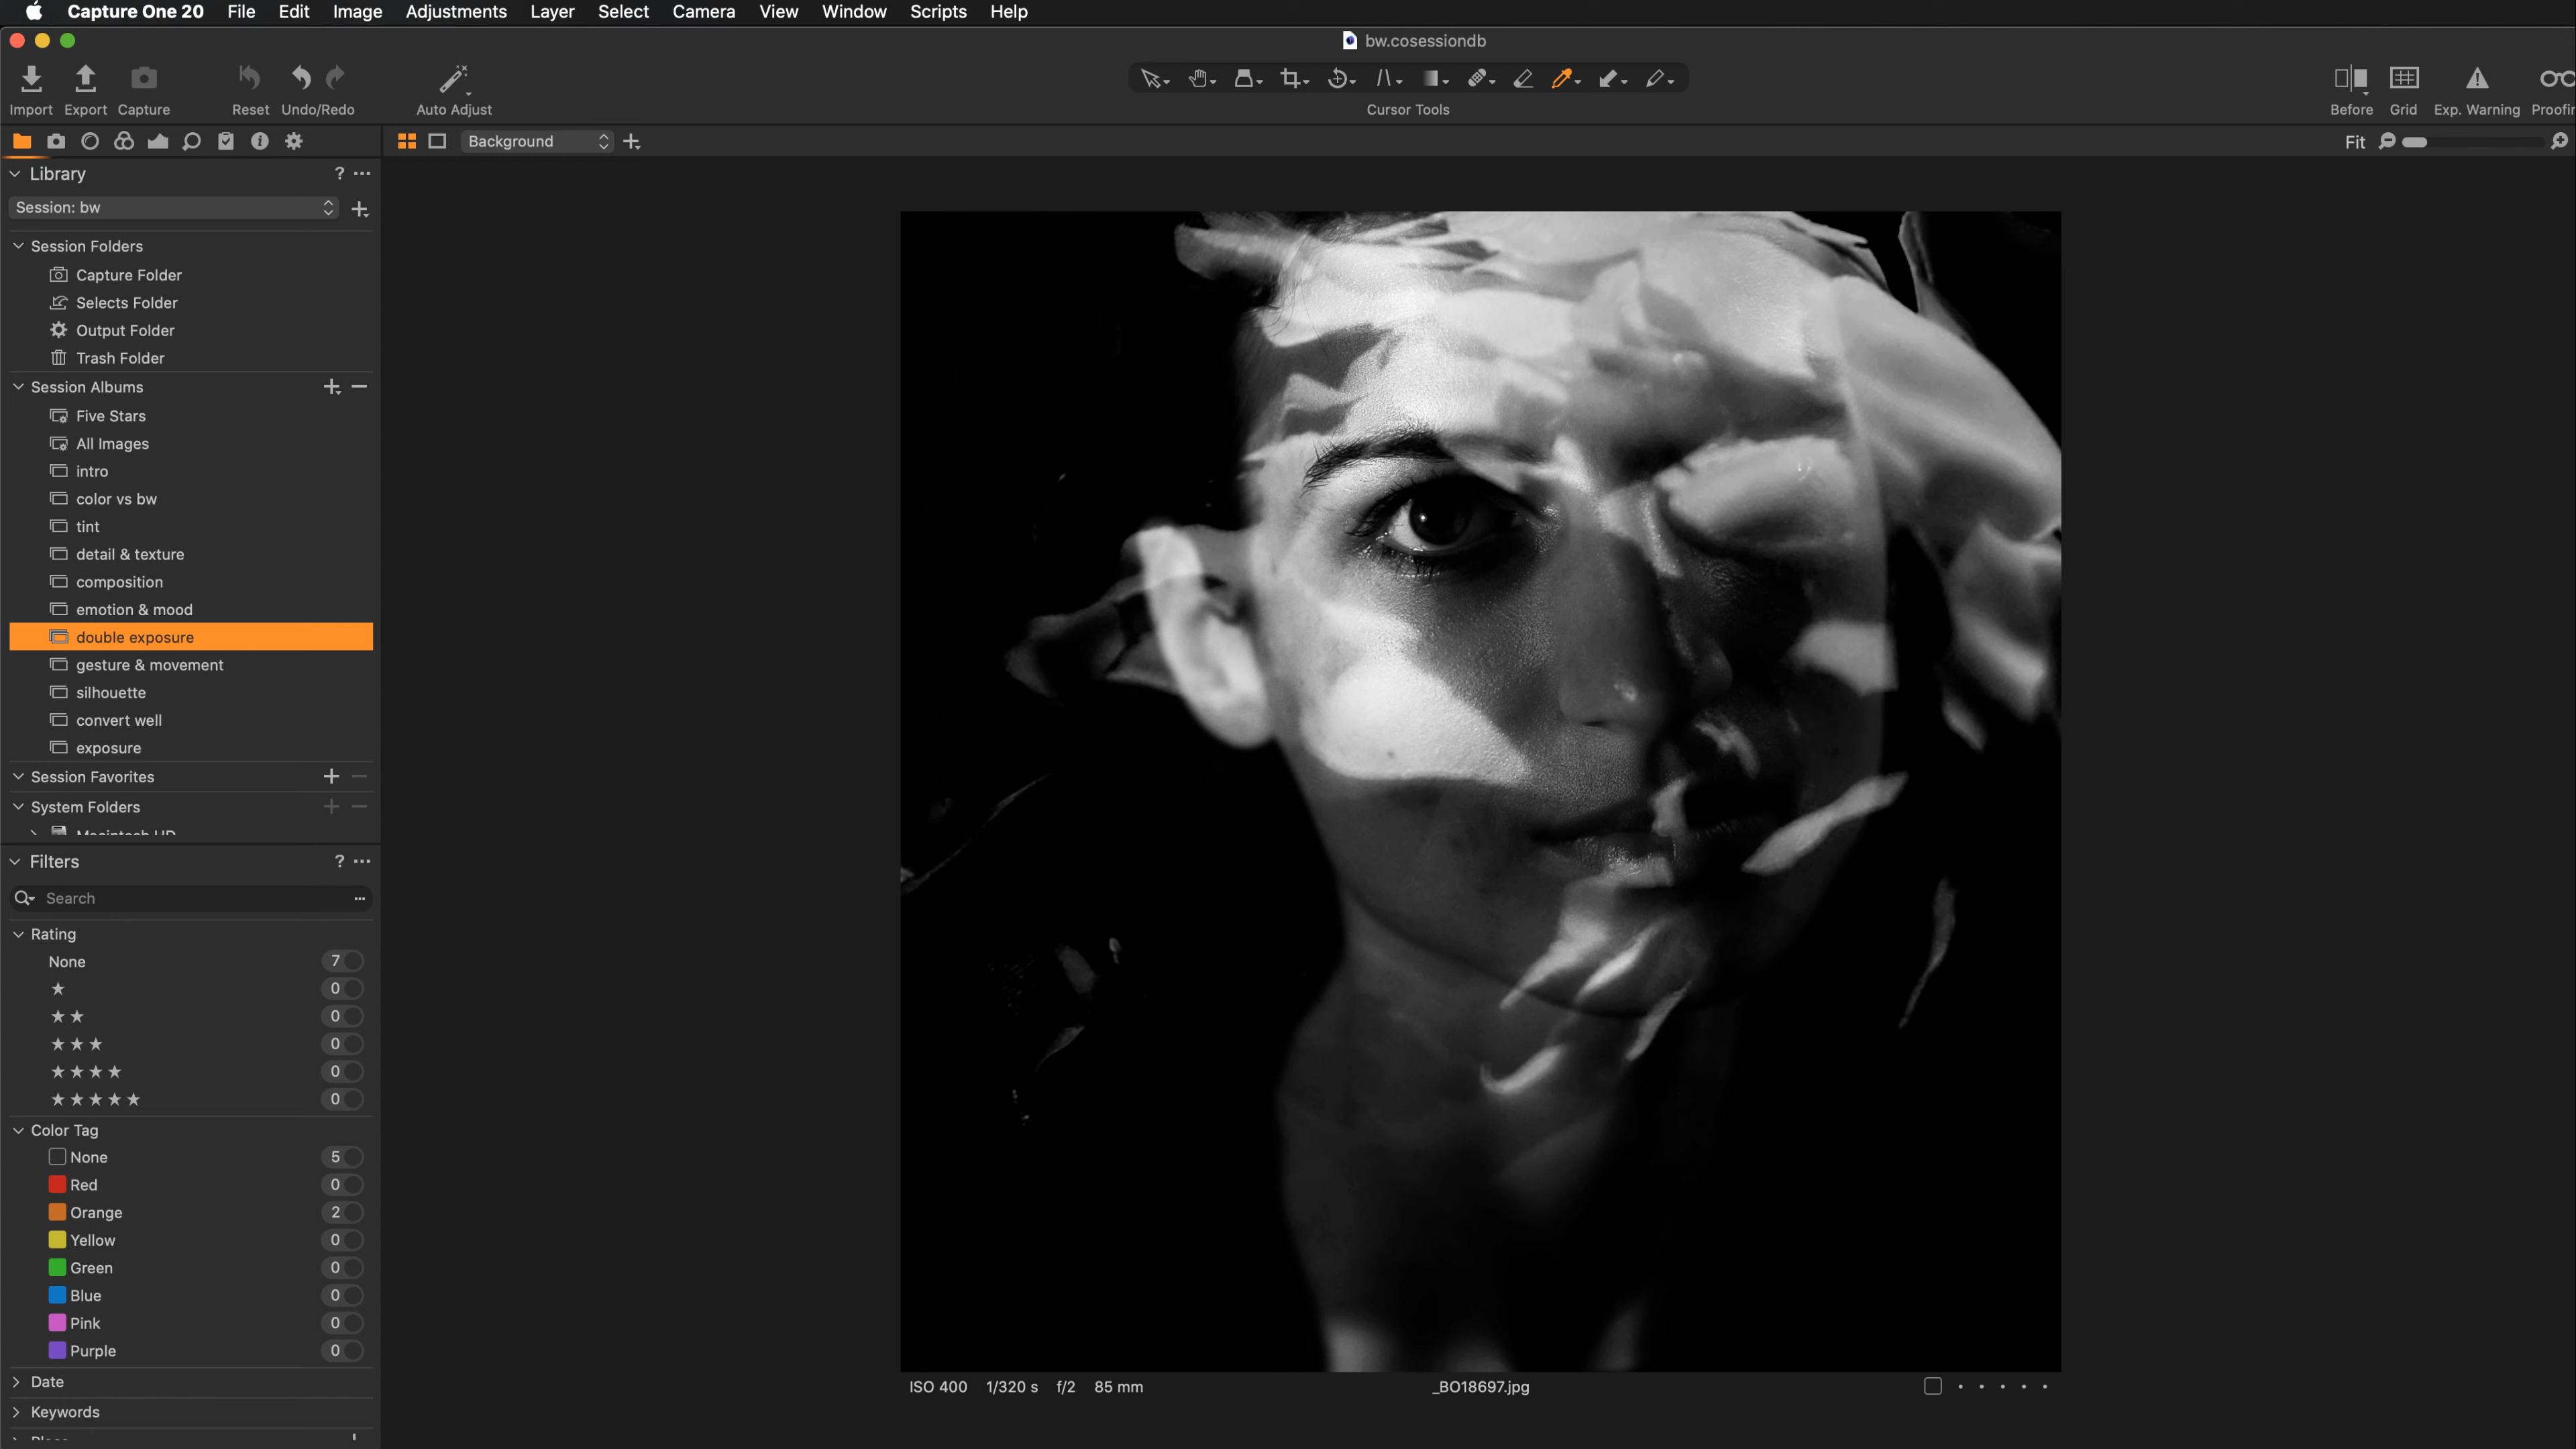 Capture One 20 File Edit Image Adjustments Layer Select Camera View Window Scripts Help
bw.cosessiondb
Import Export Capture Reset Undo/Redo Auto Adjust Cursor Tools Before Grid Exp. Warning
Background Fit
Library ? ...
Session: bw
Session Folders
Capture Folder
Selects Folder
Output Folder
Trash Folder
Session Albums
Five Stars
All Images
intro
color vs bw
tint
detail & texture
composition
emotion & mood
double exposure
gesture & movement
silhouette
convert well
exposure
Session Favorites
System Folders
Macintosh HD
Filters ? ...
Search ...
Rating
None 7
★ 0
★★ 0
★★★ 0
★★★★ 0
★★★★★ 0
Color Tag
None 5
Red 0
Orange 2
Yellow 0
Green 0
Blue 0
Pink 0
Purple 0
Date
Keywords
ISO 400 1/320 s f/2 85 mm _BO18697.jpg